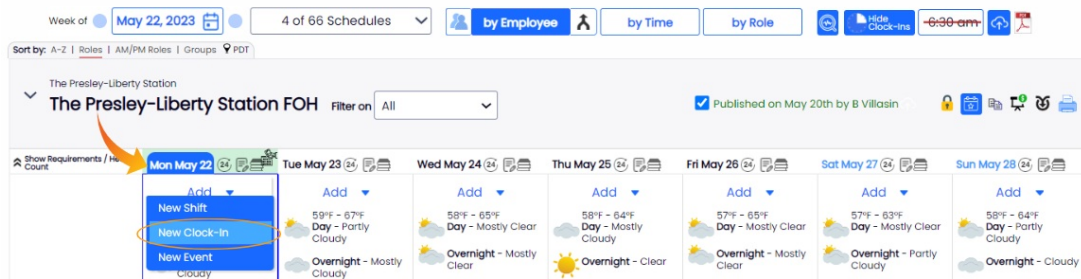 Week of May 22, 2023 4 of 66 Schedules by Employee by Time by Role Hide Clock-Ins 6:30 am PDF
Sort by: A-Z | Roles | AM/PM Roles | Groups PDT
The Presley-Liberty Station
The Presley-Liberty Station FOH Filter on All Published on May 20th by B Villasin
Show Requirements /
Count
Mon May 22 24 Tue May 23 24 Wed May 24 24 Thu May 25 24 Fri May 26 24 Sat May 27 24 Sun May 28 24
Add Add Add Add Add Add Add
New Shift
New Clock-In
New Event
Cloudy
59°F - 67°F
Day - Partly
Cloudy
Overnight - Mostly
Cloudy
58°F - 65°F
Day - Mostly Clear
Overnight - Mostly
Clear
58°F - 64°F
Day - Mostly
Cloudy
Overnight - Clear
57°F - 65°F
Day - Mostly Clear
Overnight - Mostly
Clear
57°F - 63°F
Day - Mostly Clear
Overnight - Partly
Cloudy
58°F - 64°F
Day - Mostly
Cloudy
Overnight - Cloudy